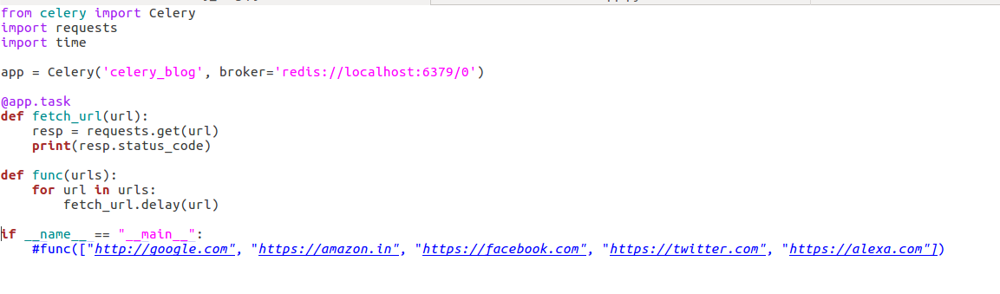 from celery import Celery
import requests
import time
app = Celery('celery_blog', broker='redis://localhost:6379/0')
@app.task
def fetch_url(url):
    resp = requests.get(url)
    print(resp.status_code)
def func(urls):
    for url in urls:
        fetch_url.delay(url)
if __name__ == "__main__":
    #func(["http://google.com", "https://amazon.in", "https://facebook.com", "https://twitter.com", "https://alexa.com"])